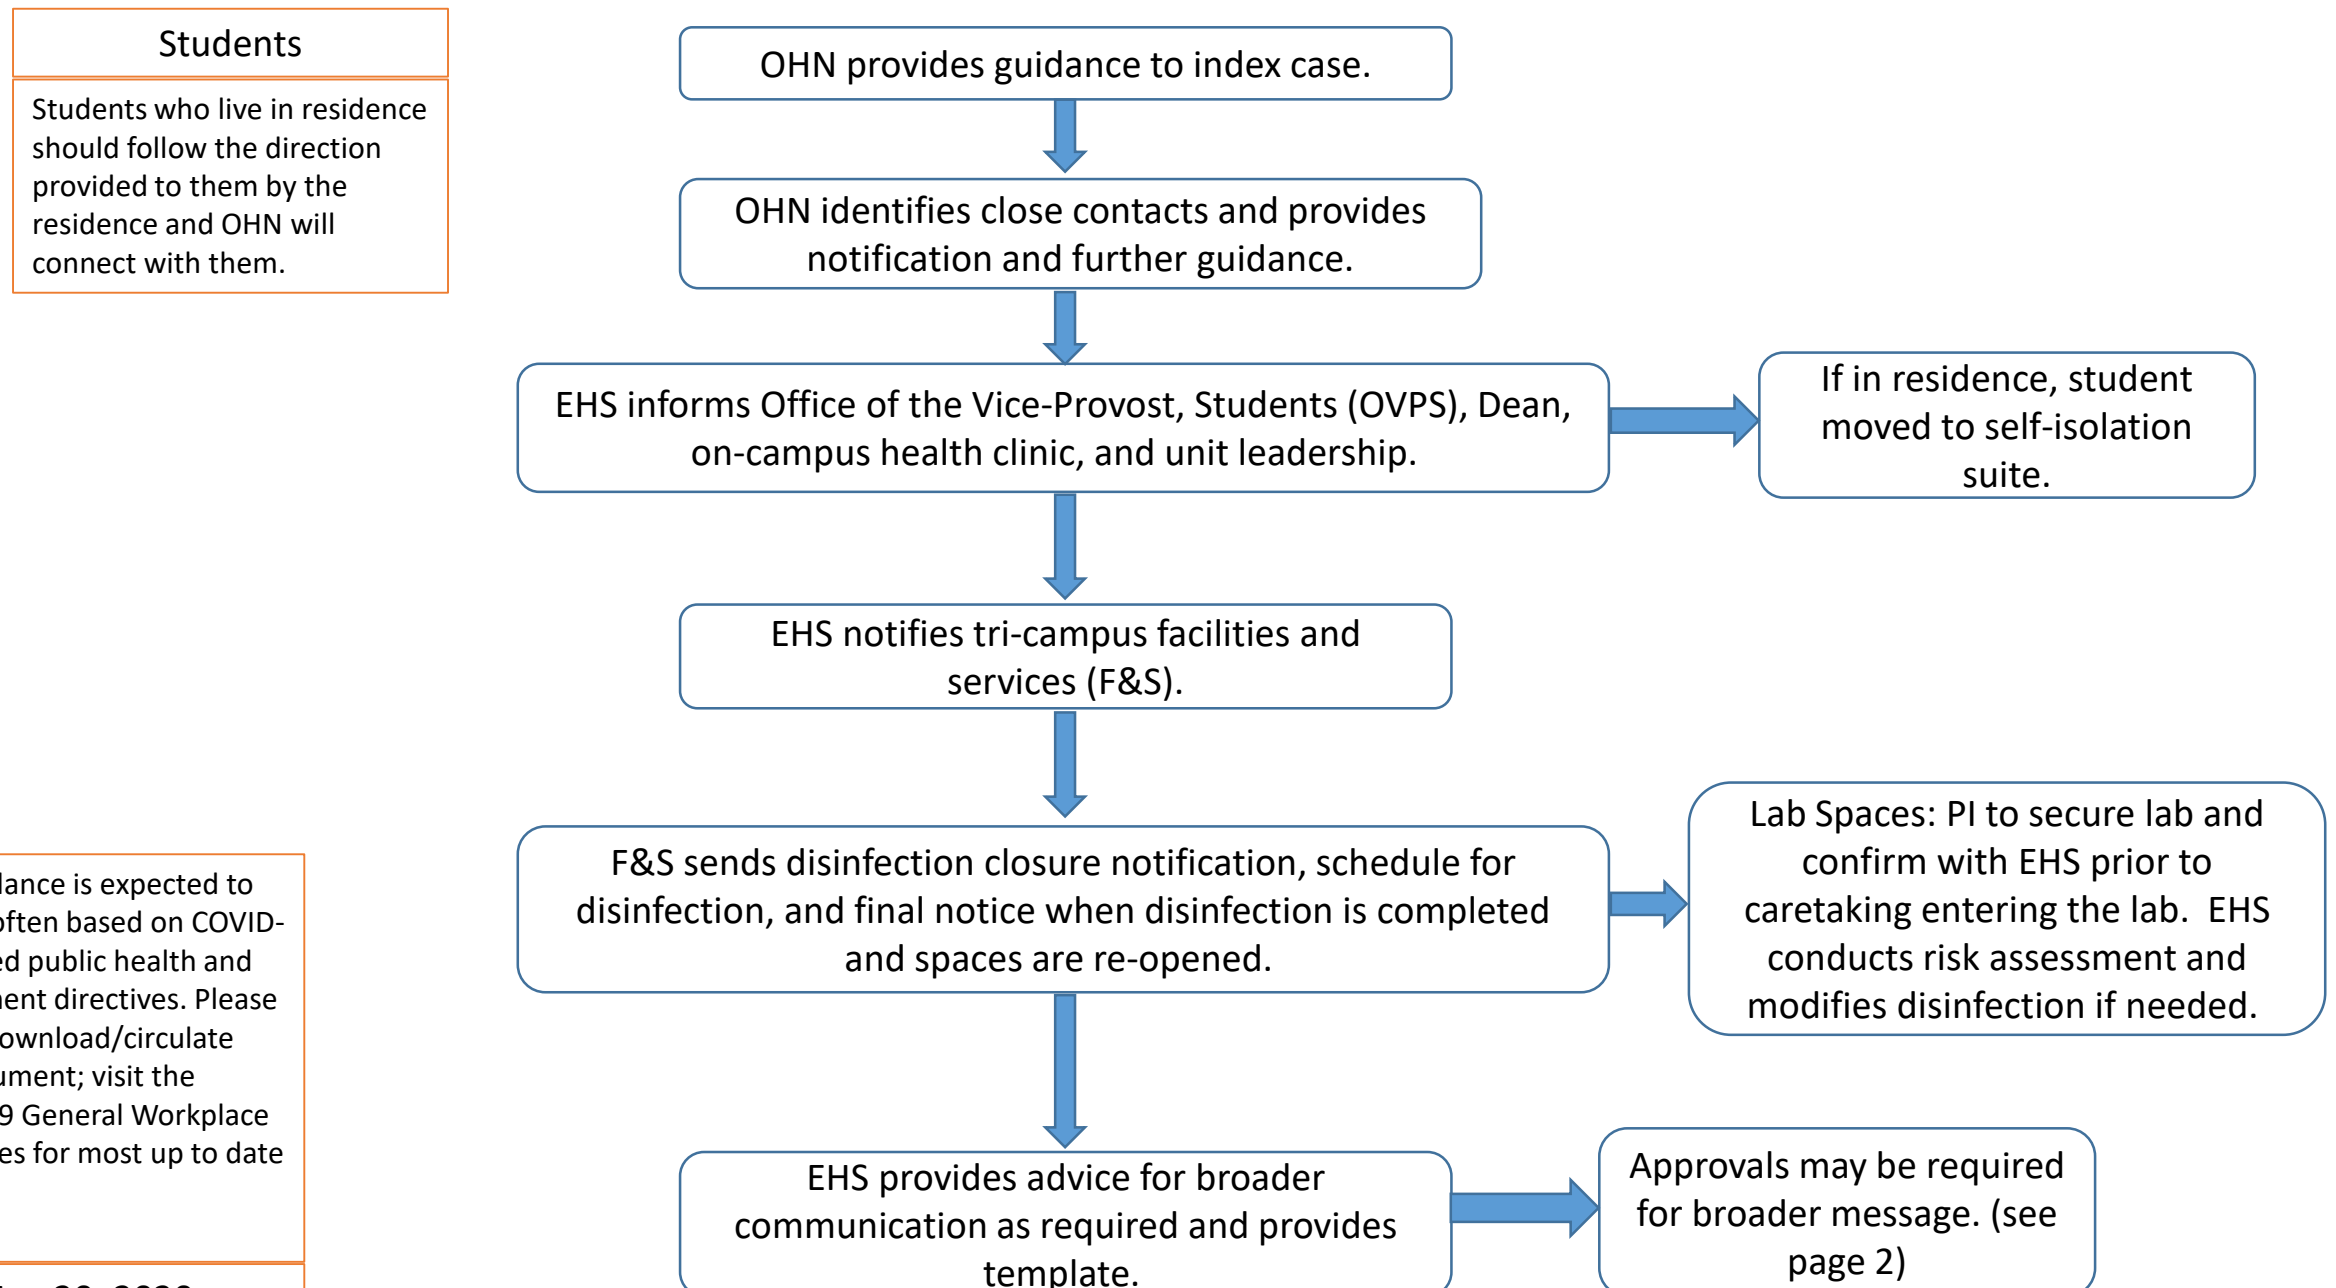 Students
Students who live in residence
should follow the direction
provided to them by the
residence and OHN will
connect with them.
OHN provides guidance to index case.
OHN identifies close contacts and provides
notification and further guidance.
EHS informs Office of the Vice-Provost, Students (OVPS), Dean,
on-campus health clinic, and unit leadership.
If in residence, student
moved to self-isolation
suite.
EHS notifies tri-campus facilities and
services (F&S).
F&S sends disinfection closure notification, schedule for
disinfection, and final notice when disinfection is completed
and spaces are re-opened.
Lab Spaces: PI to secure lab and
confirm with EHS prior to
caretaking entering the lab.  EHS
conducts risk assessment and
modifies disinfection if needed.
is expected to
often based on COVID-
public health and
directives. Please
download/circulate
visit the
General Workplace
for most up to date
EHS provides advice for broader
communication as required and provides
template.
Approvals may be required
for broader message. (see
page 2)